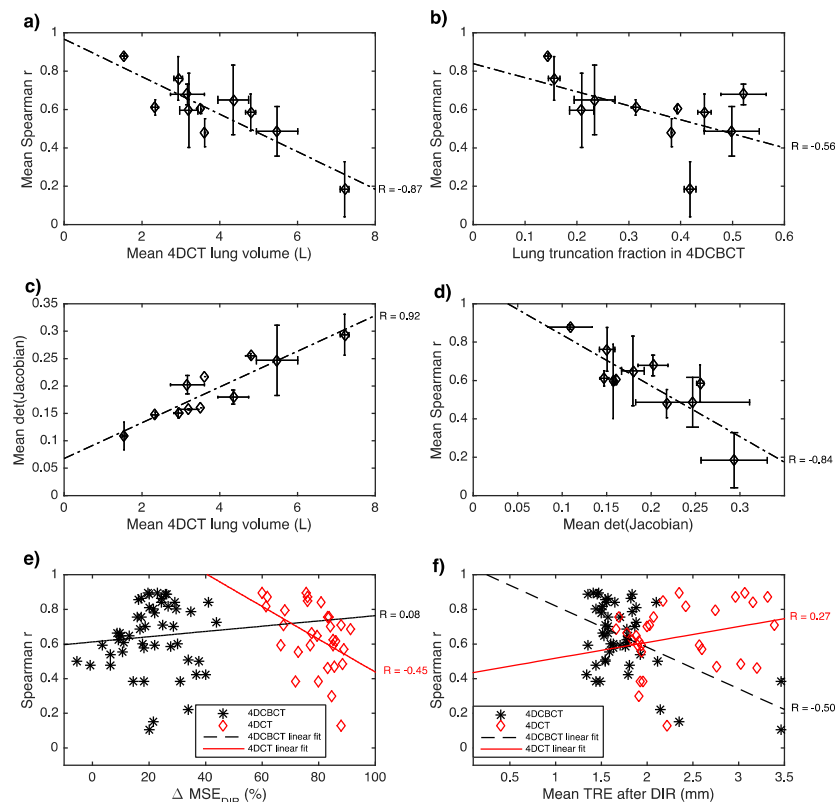 a)
1
0.8
0.6
0.4
0.2
0
Mean Spearman r
0 2 4 6 8
Mean 4DCT lung volume (L)
R = -0.87
b)
1
0.8
0.6
0.4
0.2
0
Mean Spearman r
0 0.1 0.2 0.3 0.4 0.5 0.6
Lung truncation fraction in 4DCBCT
R = -0.56
c)
0.35
0.3
0.25
0.2
0.15
0.1
0.05
0
Mean det(Jacobian)
0 2 4 6 8
Mean 4DCT lung volume (L)
R = 0.92
d)
1
0.8
0.6
0.4
0.2
0
Mean Spearman r
0 0.05 0.1 0.15 0.2 0.25 0.3
Mean det(Jacobian)
R = -0.84
e)
1
0.8
0.6
0.4
0.2
0
Spearman r
0 20 40 60 80 100
Δ MSE DIR (%)
R = 0.08
R = -0.45
4DCBCT
4DCT
4DCBCT linear fit
4DCT linear fit
f)
1
0.8
0.6
0.4
0.2
0
Spearman r
0.5 1 1.5 2 2.5 3 3.5
Mean TRE after DIR (mm)
R = 0.27
R = -0.50
4DCBCT
4DCT
4DCBCT linear fit
4DCT linear fit